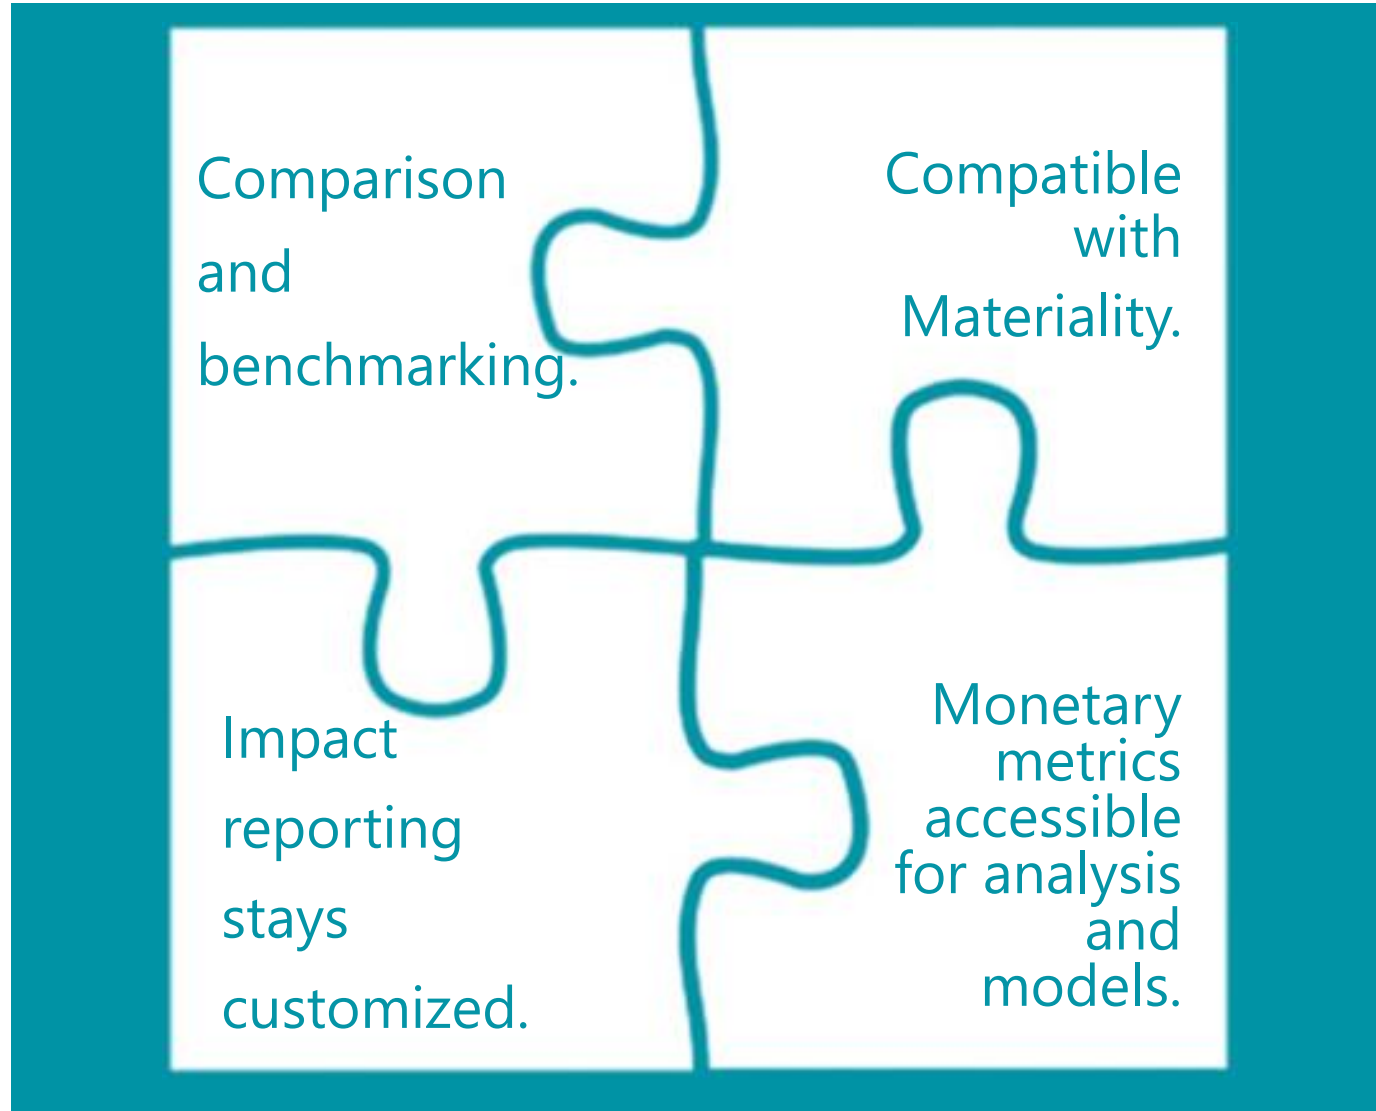 Comparison
and
benchmarking.
Compatible
with
Materiality.
Impact
reporting
stays
customized.
Monetary
metrics
accessible
for analysis
and
models.